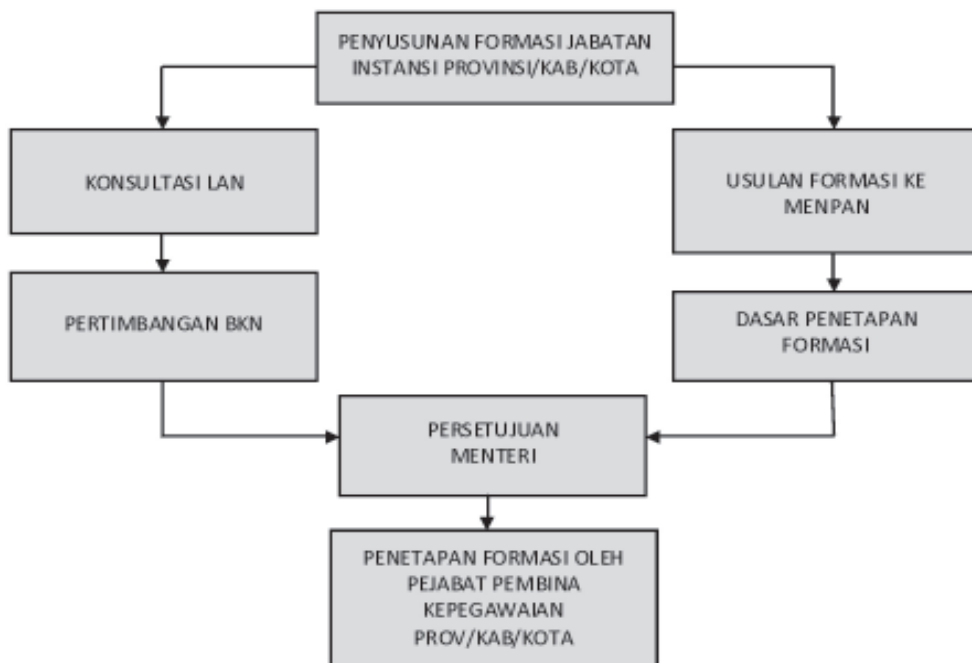 PENYUSUNAN FORMASI JABATAN
INSTANSI PROVINSI/KAB/KOTA
KONSULTASI LAN
USULAN FORMASI KE
MENPAN
PERTIMBANGAN BKN
DASAR PENETAPAN
FORMASI
PERSETUJUAN
MENTERI
PENETAPAN FORMASI OLEH
PEJABAT PEMBINA
KEPEGAWAIAN
PROV/KAB/KOTA